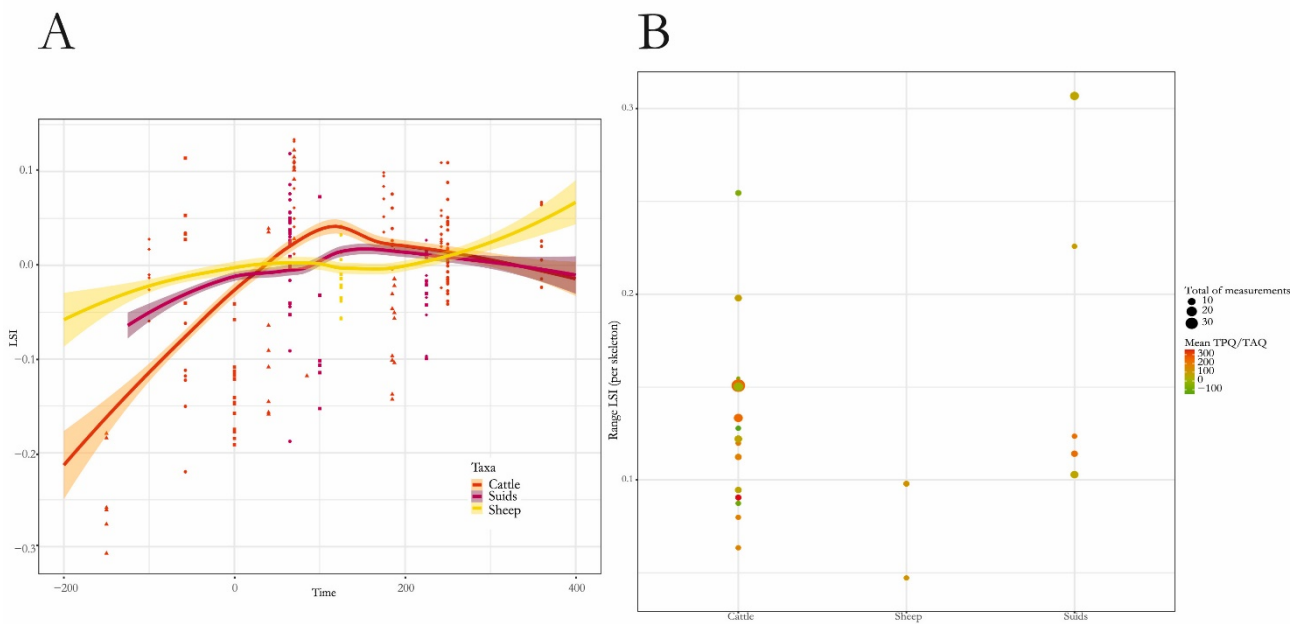 A
LSI
0.1
0.0
−0.1
−0.2
−0.3
−200
0
200
400
Time
Taxa
Cattle
Suids
Sheep
B
Range LSI (per skeleton)
0.3
0.2
0.1
Cattle
Sheep
Suids
Total of measurements
10
20
30
Mean TPQ/TAQ
300
200
100
0
−100